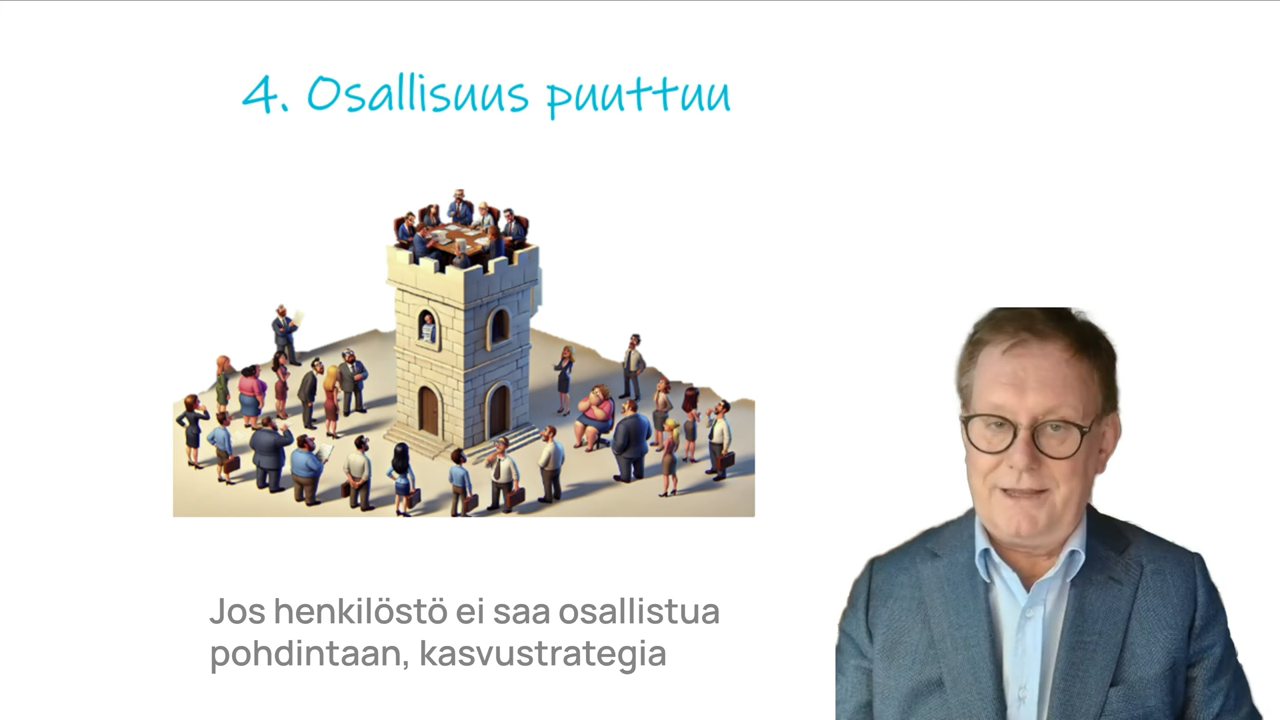 4. Osallisuus puuttuu
Jos henkilöstö ei saa osallistua
pohdintaan, kasvustrategia